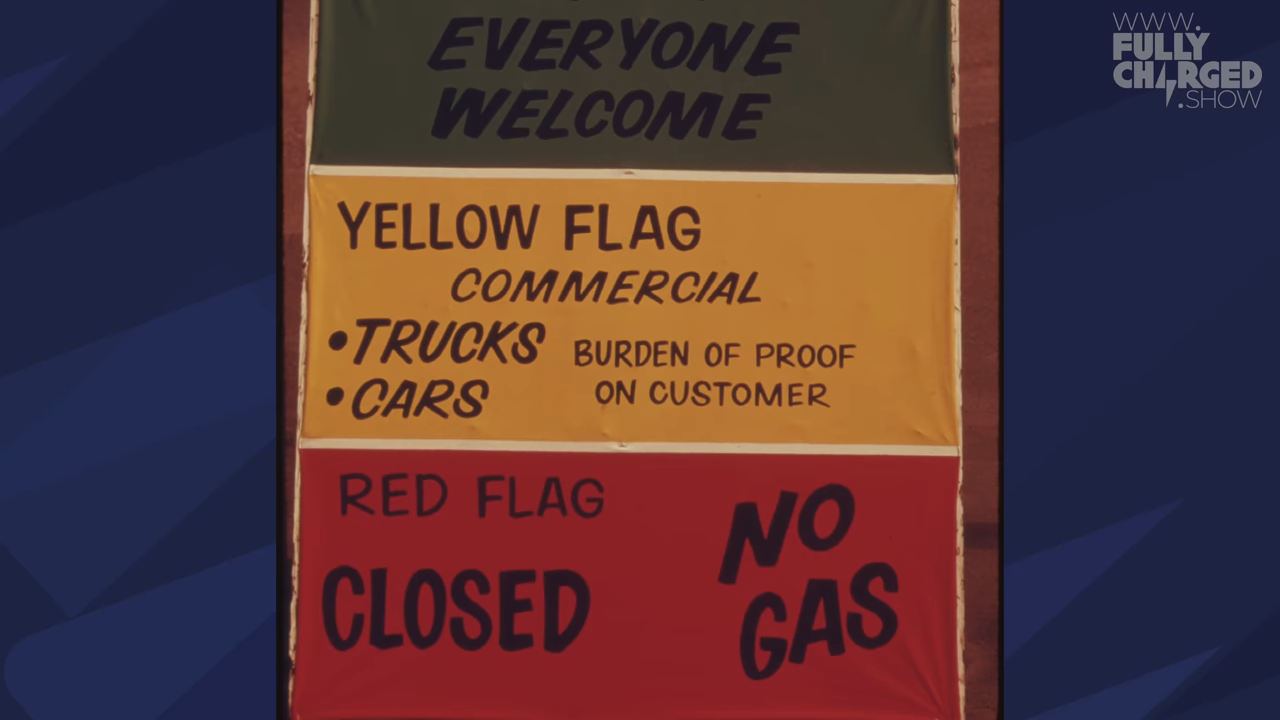 EVERYONE
WELCOME
YELLOW FLAG
COMMERCIAL
•TRUCKS
•CARS
BURDEN OF PROOF
ON CUSTOMER
RED FLAG
CLOSED
NO
GAS
WWW.
FULLY
CHARGED
.SHOW